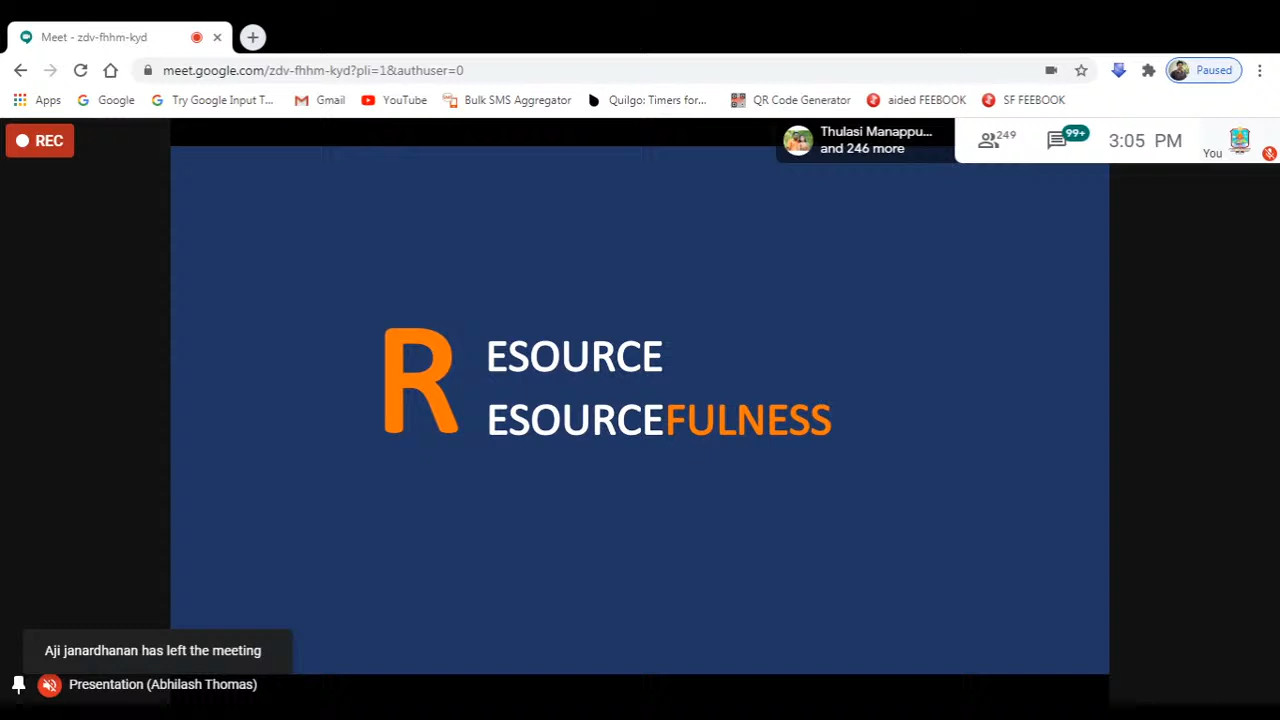 Meet - zdv-fhhm-kyd
meet.google.com/zdv-fhhm-kyd?pli=1&authuser=0
Paused
Apps
Google
Try Google Input T...
Gmail
YouTube
Bulk SMS Aggregator
Quilgo: Timers for...
QR Code Generator
aided FEEBOOK
SF FEEBOOK
REC
Thulasi Manappu...
and 246 more
249
99+
3:05 PM
You
R
ESOURCE
ESOURCEFULNESS
Aji janardhanan has left the meeting
Presentation (Abhilash Thomas)